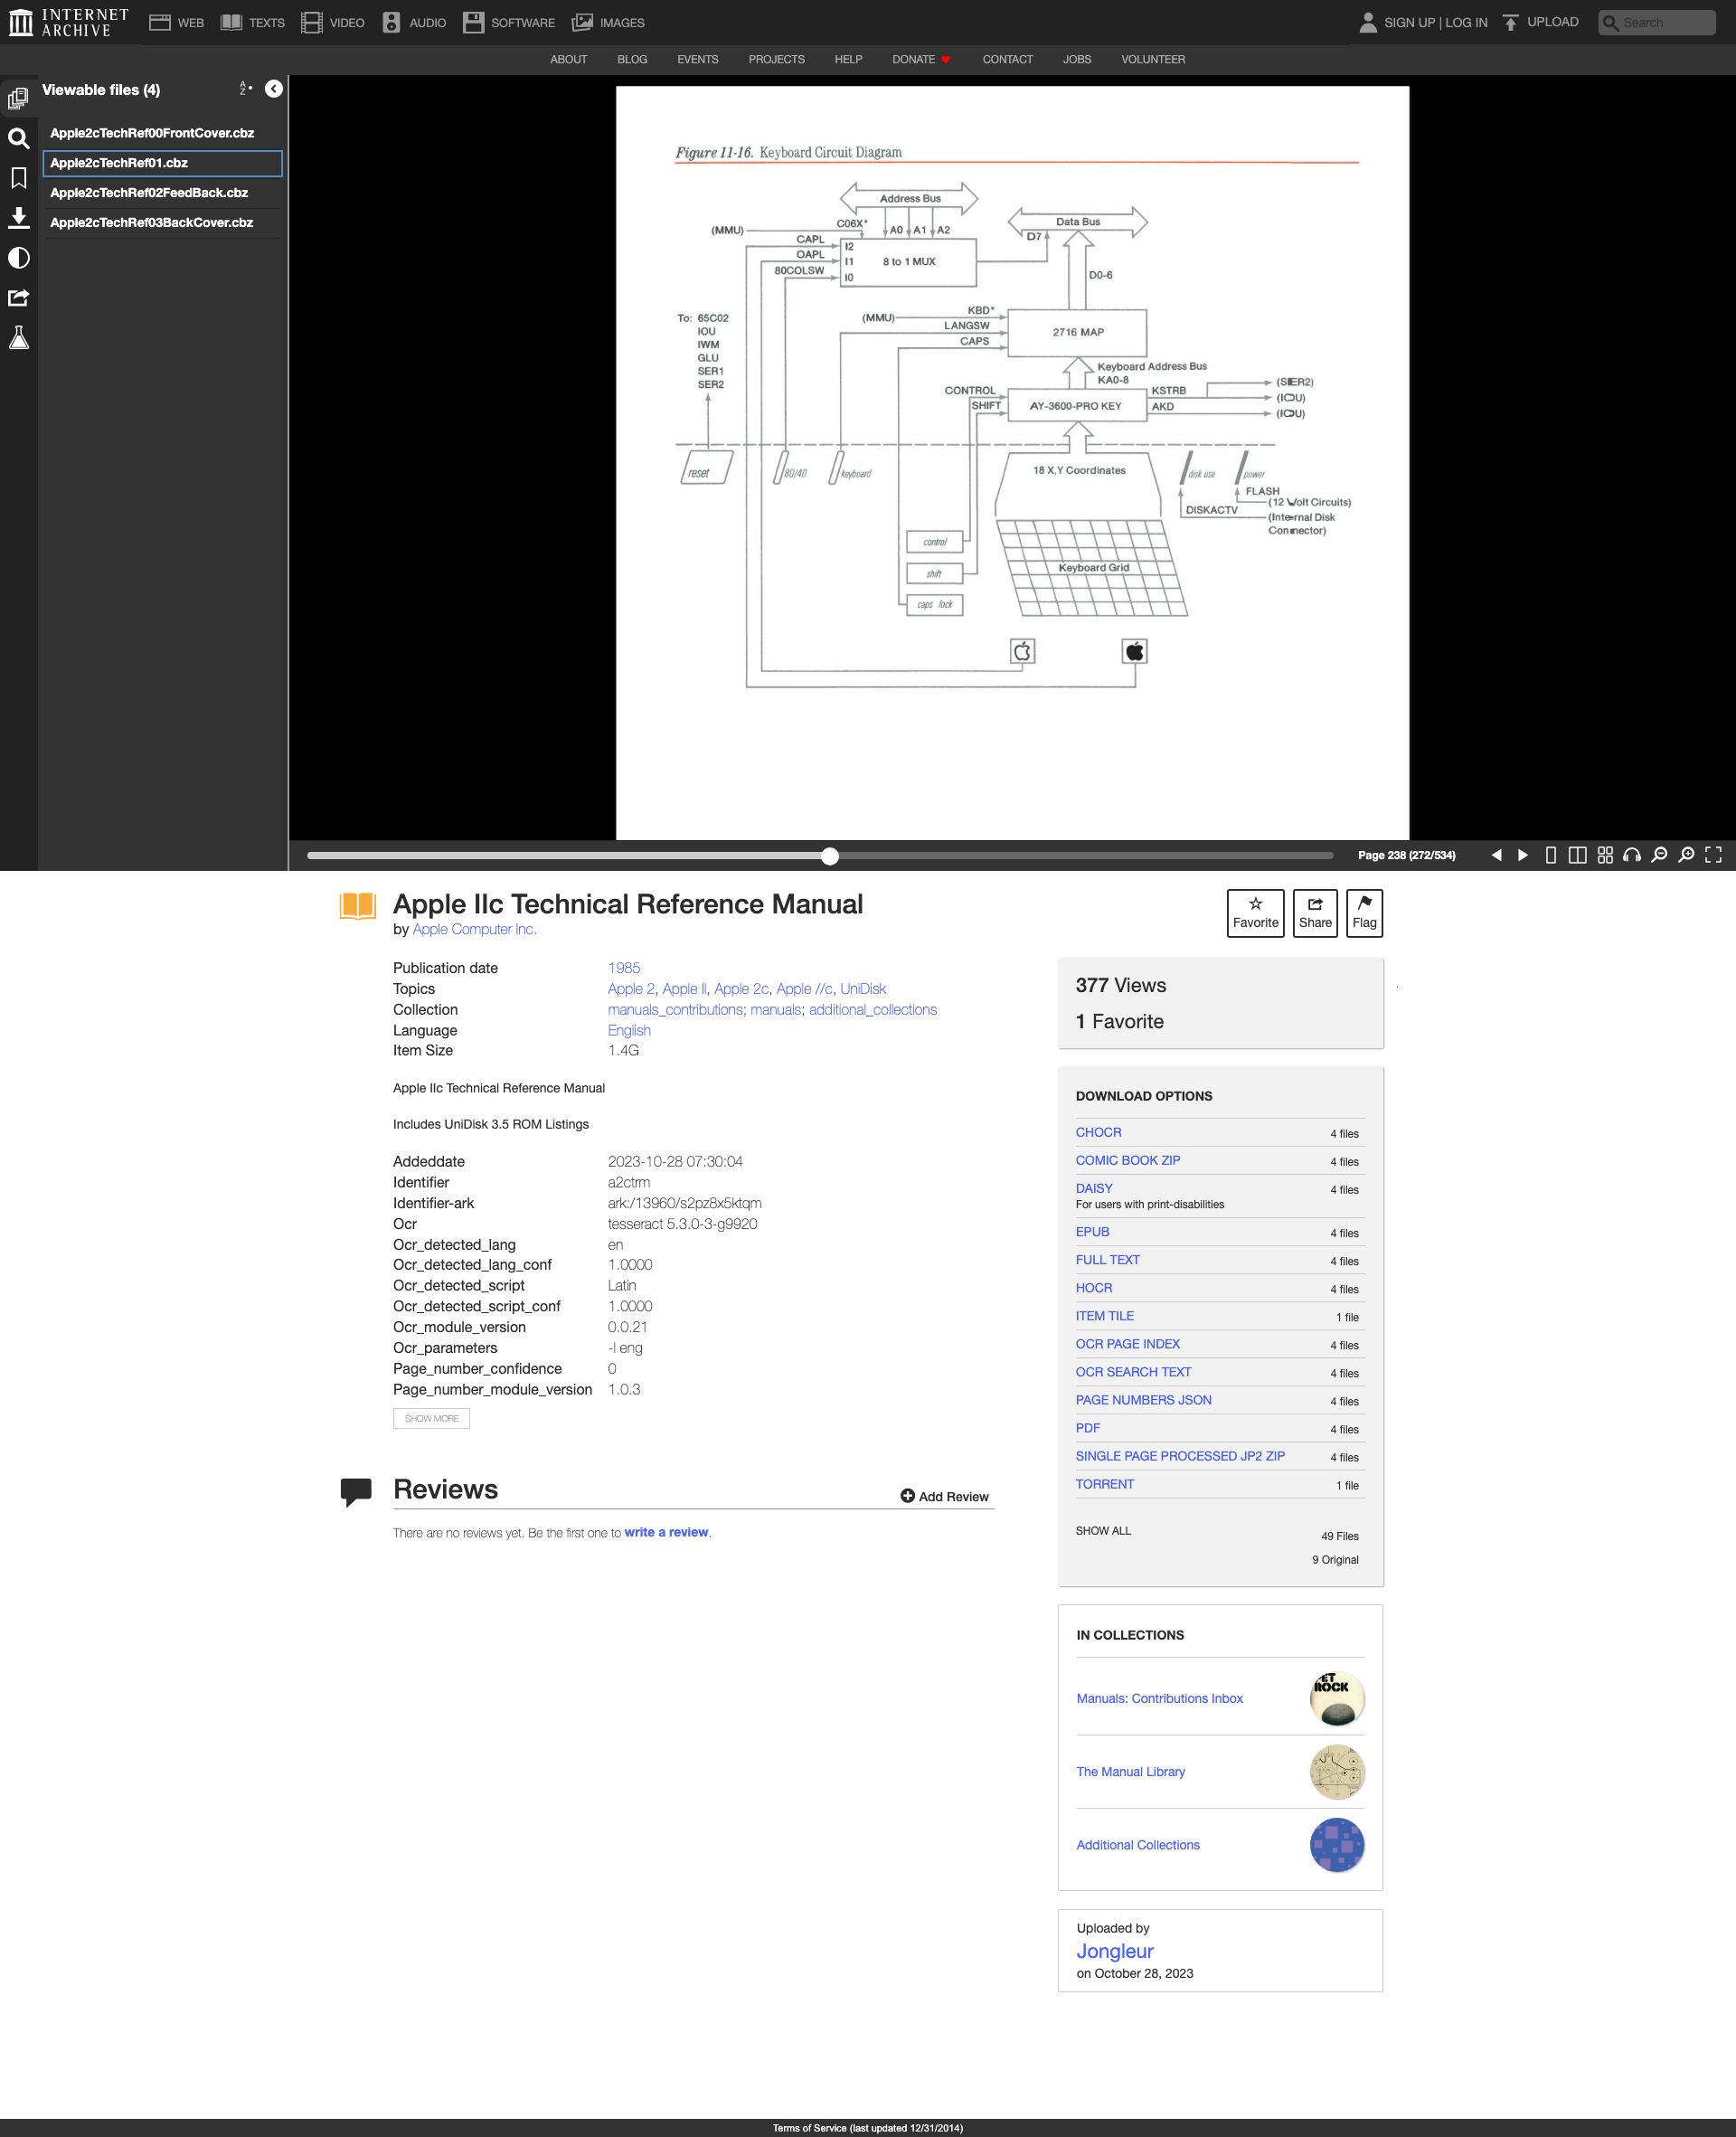 INTERNET
ARCHIVE
WEB
TEXTS
VIDEO
AUDIO
SOFTWARE
IMAGES
SIGN UP | LOG IN
UPLOAD
Search
ABOUT
BLOG
EVENTS
PROJECTS
HELP
DONATE
CONTACT
JOBS
VOLUNTEER
Viewable files (4)
A
Z
Apple2cTechRef00FrontCover.cbz
Apple2cTechRef01.cbz
Apple2cTechRef02FeedBack.cbz
Apple2cTechRef03BackCover.cbz
Figure 11-16. Keyboard Circuit Diagram
Address Bus
Data Bus
(MMU)
C06X*
A0
A1
A2
D7
CAPL
I2
OAPL
I1
8 to 1 MUX
80COLSW
I0
D0-6
To: 65C02
IOU
IWM
GLU
SER1
SER2
(MMU)
KBD*
LANGSW
CAPS
2716 MAP
Keyboard Address Bus
KA0-8
CONTROL
SHIFT
AY-3600-PRO KEY
KSTRB
AKD
(SER2)
(IOU)
(IOU)
reset
80/40
keyboard
18 X,Y Coordinates
disk use
power
FLASH
(12 Volt Circuits)
DISKACTV
(Internal Disk
Connector)
control
shift
caps lock
Keyboard Grid
Page 238 (272/534)
Apple IIc Technical Reference Manual
by Apple Computer Inc.
Favorite
Share
Flag
Publication date 1985
Topics Apple 2, Apple II, Apple 2c, Apple //c, UniDisk
Collection manuals_contributions; manuals; additional_collections
Language English
Item Size 1.4G
Apple IIc Technical Reference Manual
Includes UniDisk 3.5 ROM Listings
Addeddate 2023-10-28 07:30:04
Identifier a2ctrm
Identifier-ark ark:/13960/s2pz8x5ktqm
Ocr tesseract 5.3.0-3-g9920
Ocr_detected_lang en
Ocr_detected_lang_conf 1.0000
Ocr_detected_script Latin
Ocr_detected_script_conf 1.0000
Ocr_module_version 0.0.21
Ocr_parameters -l eng
Page_number_confidence 0
Page_number_module_version 1.0.3
SHOW MORE
Reviews
Add Review
There are no reviews yet. Be the first one to write a review.
377 Views
1 Favorite
DOWNLOAD OPTIONS
CHOCR 4 files
COMIC BOOK ZIP 4 files
DAISY 4 files
For users with print-disabilities
EPUB 4 files
FULL TEXT 4 files
HOCR 4 files
ITEM TILE 1 file
OCR PAGE INDEX 4 files
OCR SEARCH TEXT 4 files
PAGE NUMBERS JSON 4 files
PDF 4 files
SINGLE PAGE PROCESSED JP2 ZIP 4 files
TORRENT 1 file
SHOW ALL
49 Files
9 Original
IN COLLECTIONS
Manuals: Contributions Inbox
ET
ROCK
The Manual Library
Additional Collections
Uploaded by
Jongleur
on October 28, 2023
Terms of Service (last updated 12/31/2014)